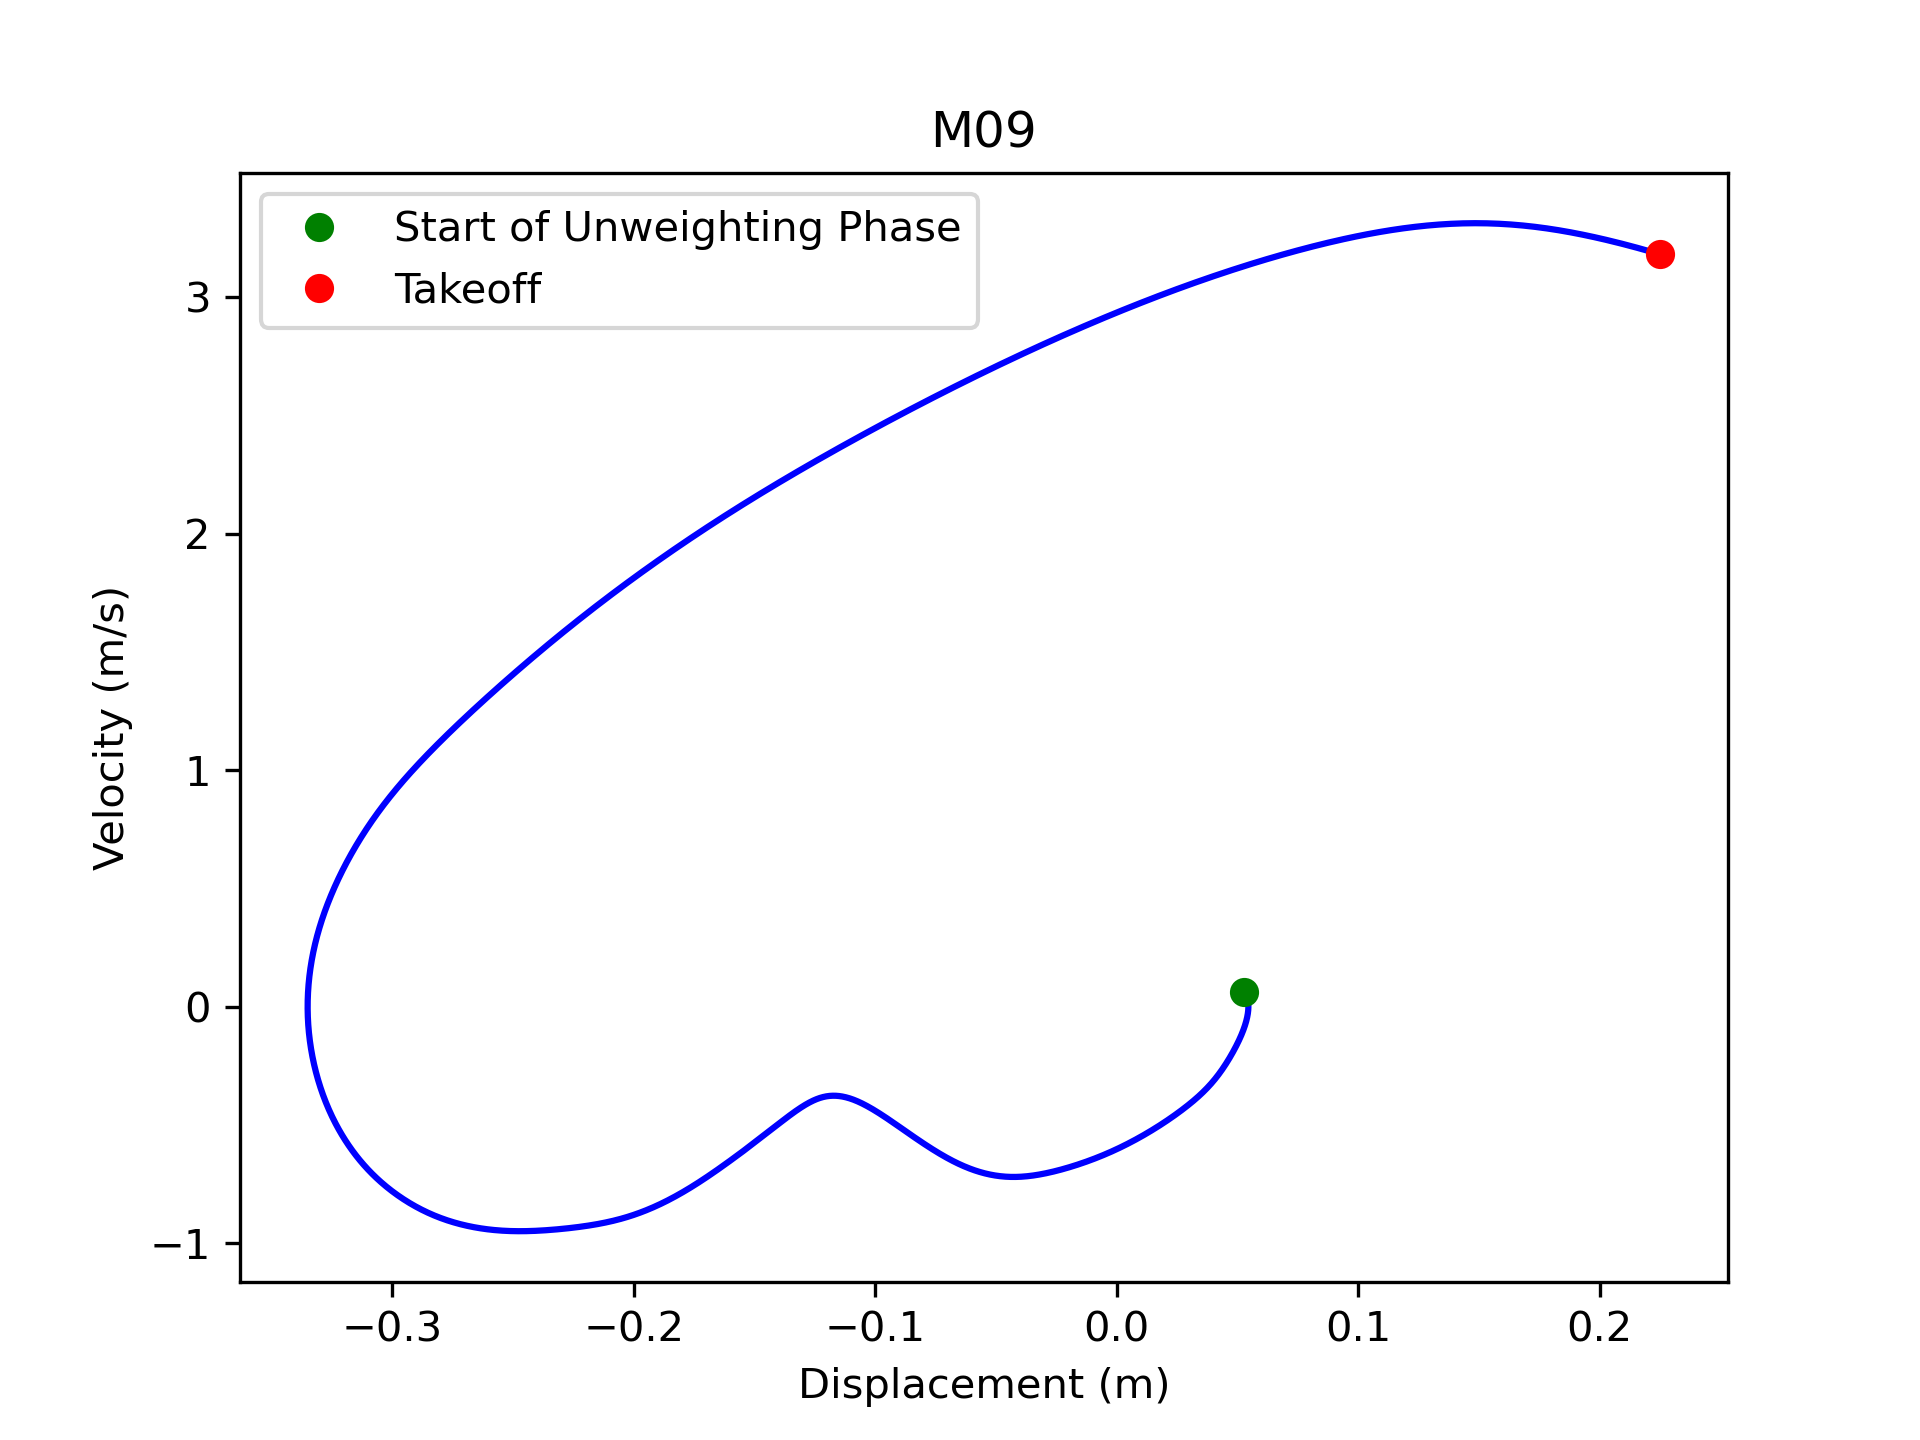 M09
Start of Unweighting Phase
Takeoff
3
2
1
0
−1
Velocity (m/s)
−0.3 −0.2 −0.1 0.0 0.1 0.2
Displacement (m)